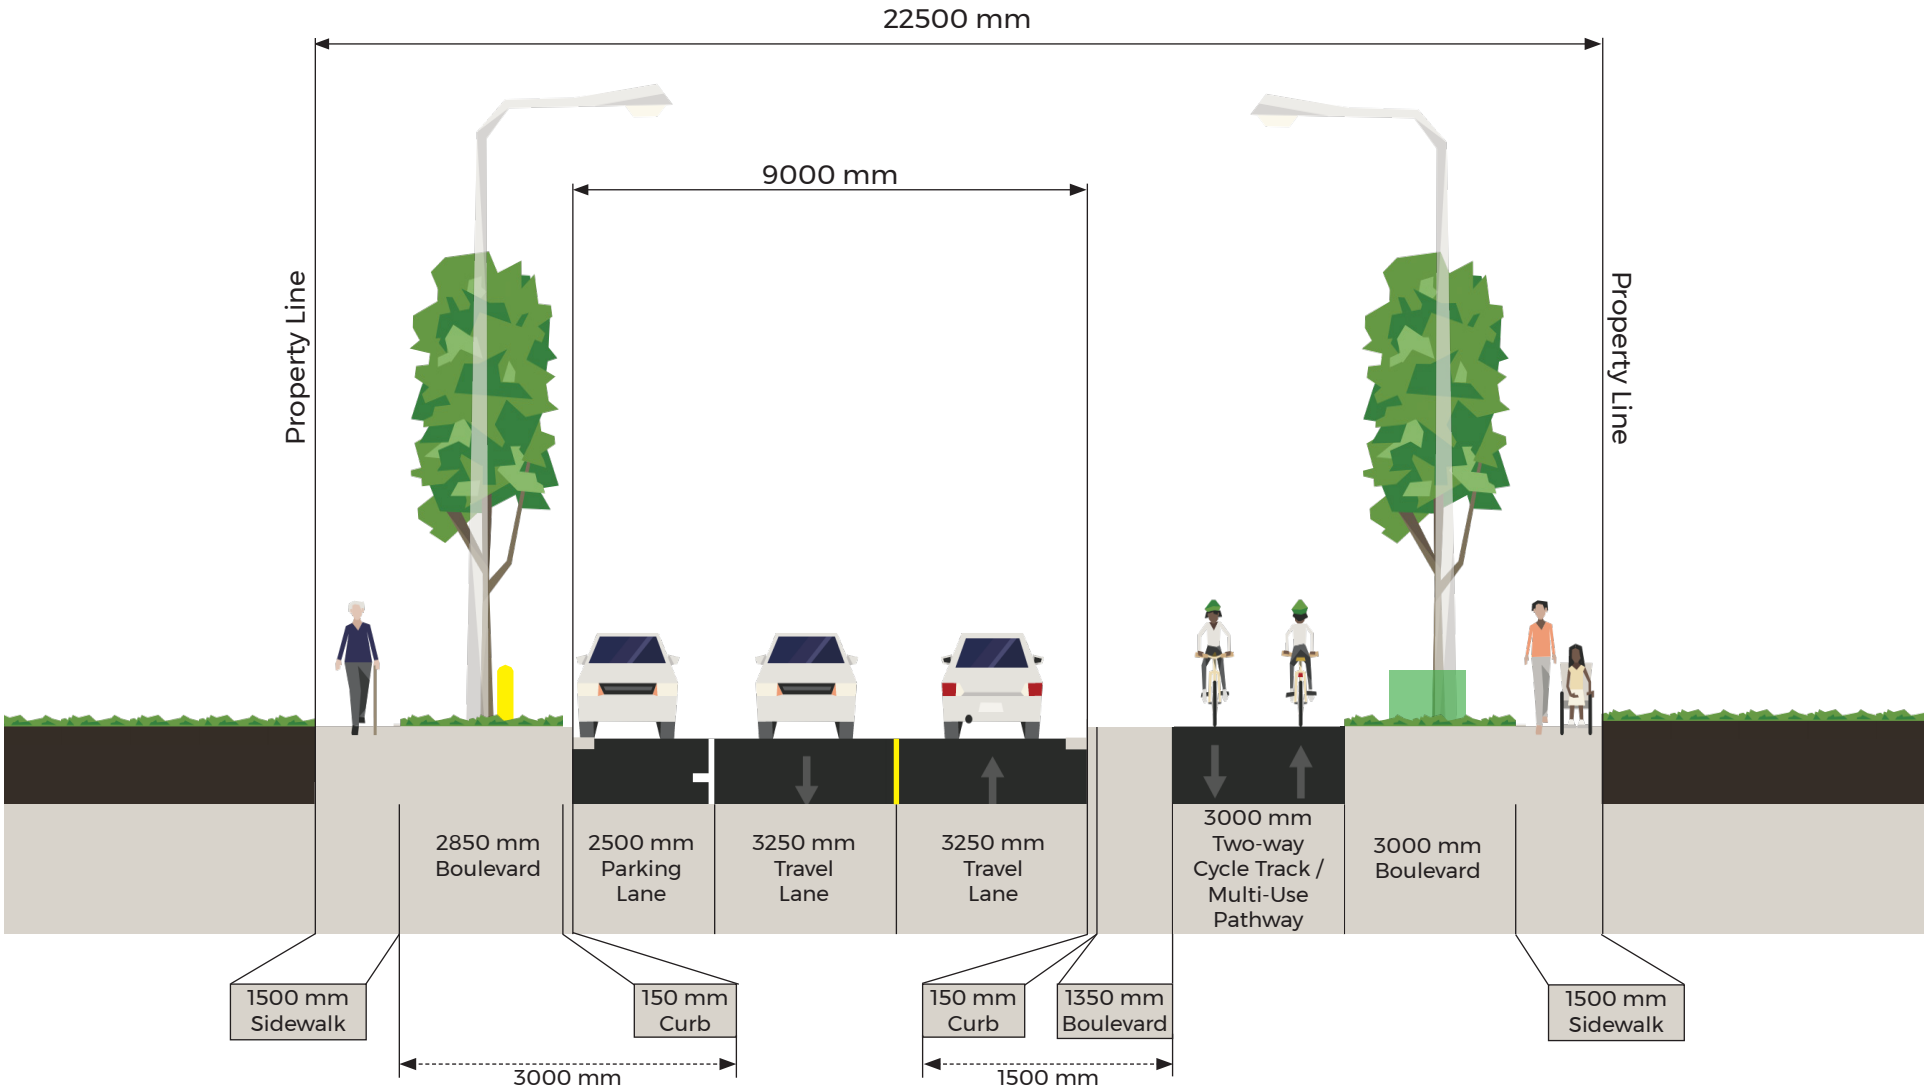 22500 mm
9000 mm
Property Line
Property Line
2850 mm
Boulevard
2500 mm
Parking
Lane
3250 mm
Travel
Lane
3250 mm
Travel
Lane
3000 mm
Two-way
Cycle Track /
Multi-Use
Pathway
3000 mm
Boulevard
1500 mm
Sidewalk
150 mm
Curb
150 mm
Curb
1350 mm
Boulevard
1500 mm
Sidewalk
3000 mm
1500 mm